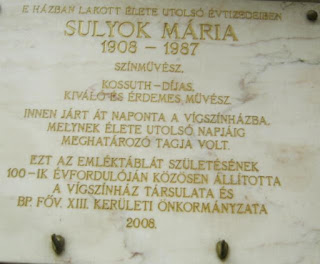 E HÁZBAN LAKOTT ÉLETE UTOLSÓ ÉVTIZEDEIBEN
SULYOK MÁRIA
1908 - 1987
SZÍNMŰVÉSZ.
KOSSUTH-DÍJAS,
KIVÁLÓ ÉS ÉRDEMES MŰVÉSZ.
INNEN JÁRT ÁT NAPONTA A VÍGSZÍNHÁZBA,
MELYNEK ÉLETE UTOLSÓ NAPJÁIG
MEGHATÁROZÓ TAGJA VOLT.
EZT AZ EMLÉKTÁBLÁT SZÜLETÉSÉNEK
100-IK ÉVFORDULÓJÁN KÖZÖSEN ÁLLÍTOTTA
A VÍGSZÍNHÁZ TÁRSULATA ÉS
BP. FŐV. XIII. KERÜLETI ÖNKORMÁNYZATA
2008.